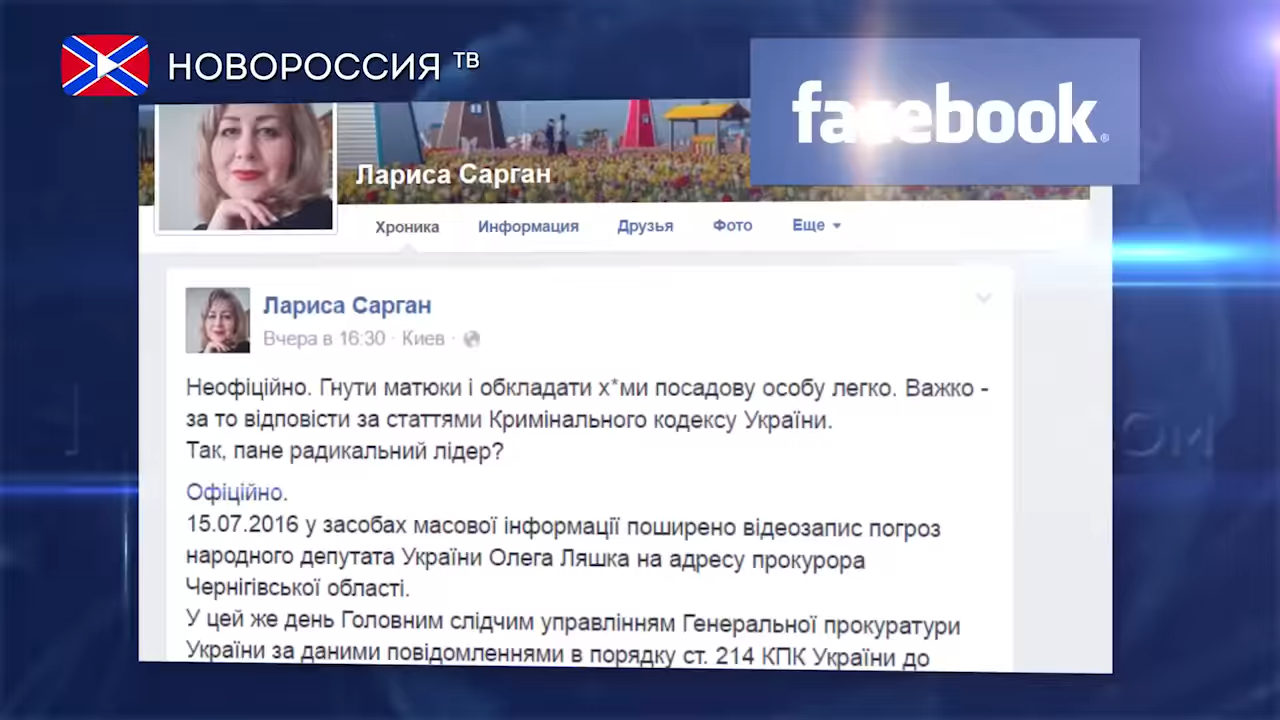 НОВОРОССИЯ ТВ
facebook®
Лариса Сарган
Хроника Информация Друзья Фото Еще
Лариса Сарган
Вчера в 16:30 · Киев ·
Неофіційно. Гнути матюки і обкладати х*ми посадову особу легко. Важко -
за то відповісти за статтями Кримінального кодексу України.
Так, пане радикальний лідер?
Офіційно.
15.07.2016 у засобах масової інформації поширено відеозапис погроз
народного депутата України Олега Ляшка на адресу прокурора
Чернігівської області.
У цей же день Головним слідчим управлінням Генеральної прокуратури
України за даними повідомленнями в порядку ст. 214 КПК України до